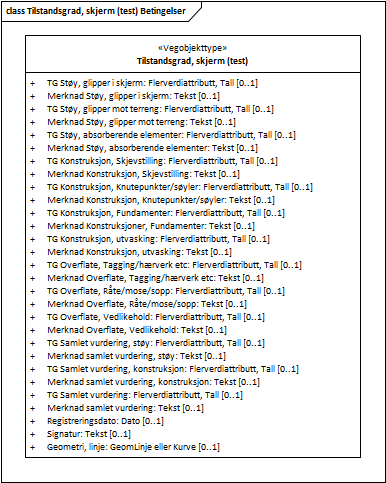 class Tilstandsgrad, skjerm (test) Betingelser
«Vegobjekttype»
Tilstandsgrad, skjerm (test)
+ TG Støy, glipper i skjerm: Flerverdiattributt, Tall [0..1]
+ Merknad Støy, glipper i skjerm: Tekst [0..1]
+ TG Støy, glipper mot terreng: Flerverdiattributt, Tall [0..1]
+ Merknad Støy, glipper mot terreng: Tekst [0..1]
+ TG Støy, absorberende elementer: Flerverdiattributt, Tall [0..1]
+ Merknad Støy, absorberende elementer: Tekst [0..1]
+ TG Konstruksjon, Skjevstilling: Flerverdiattributt, Tall [0..1]
+ Merknad Konstruksjon, Skjevstilling: Tekst [0..1]
+ TG Konstruksjon, Knutepunkter/søyler: Flerverdiattributt, Tall [0..1]
+ Merknad Konstruksjon, Knutepunkter/søyler: Tekst [0..1]
+ TG Konstruksjon, Fundamenter: Flerverdiattributt, Tall [0..1]
+ Merknad Konstruksjoner, Fundamenter: Tekst [0..1]
+ TG Konstruksjon, utvasking: Flerverdiattributt, Tall [0..1]
+ Merknad Konstruksjon, utvasking: Tekst [0..1]
+ TG Overflate, Tagging/hærverk etc: Flerverdiattributt, Tall [0..1]
+ Merknad Overflate, Tagging/hærverk etc: Tekst [0..1]
+ TG Overflate, Råte/mose/sopp: Flerverdiattributt, Tall [0..1]
+ Merknad Overflate, Råte/mose/sopp: Tekst [0..1]
+ TG Overflate, Vedlikehold: Flerverdiattributt, Tall [0..1]
+ Merknad Overflate, Vedlikehold: Tekst [0..1]
+ TG Samlet vurdering, støy: Flerverdiattributt, Tall [0..1]
+ Merknad samlet vurdering, støy: Tekst [0..1]
+ TG Samlet vurdering, konstruksjon: Flerverdiattributt, Tall [0..1]
+ Merknad samlet vurdering, konstruksjon: Tekst [0..1]
+ TG Samlet vurdering: Flerverdiattributt, Tall [0..1]
+ Merknad samlet vurdering: Tekst [0..1]
+ Registreringsdato: Dato [0..1]
+ Signatur: Tekst [0..1]
+ Geometri, linje: GeomLinje eller Kurve [0..1]